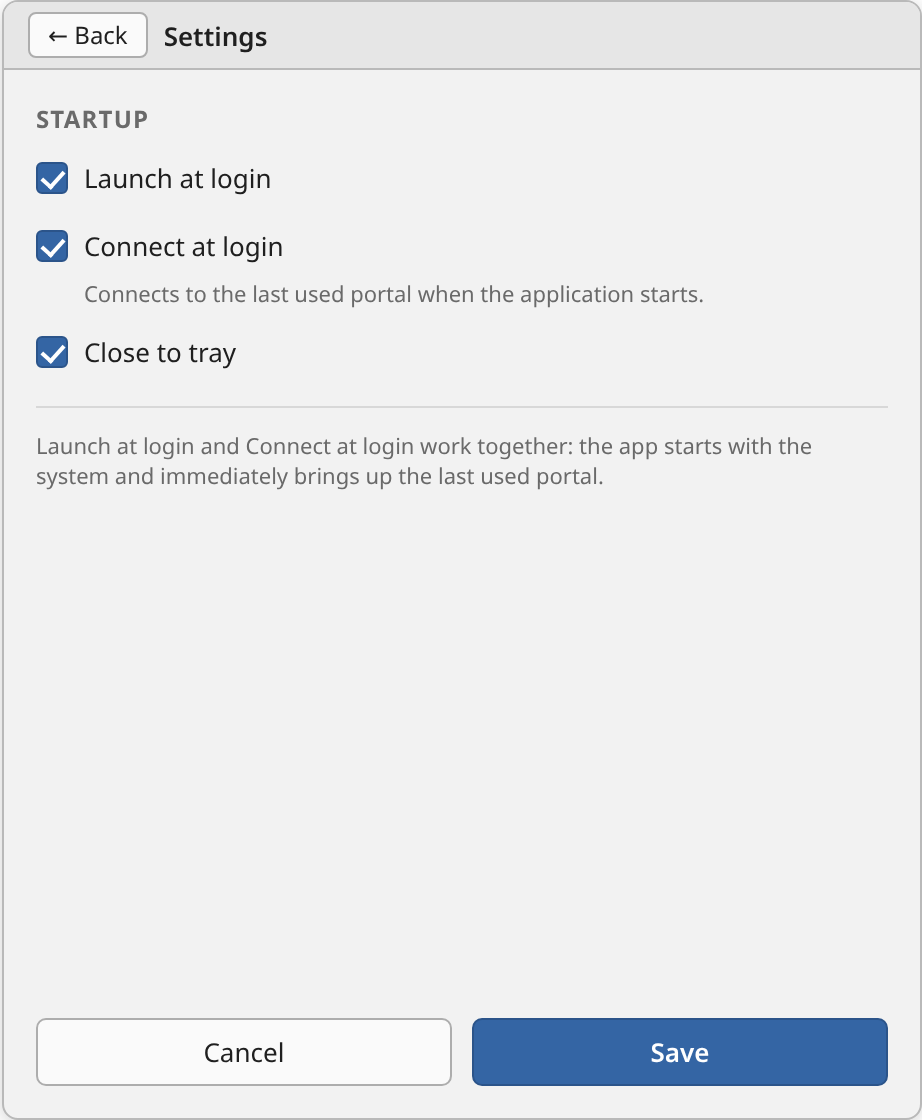 ← Back
Settings
STARTUP
Launch at login
Connect at login
Connects to the last used portal when the application starts.
Close to tray
Launch at login and Connect at login work together: the app starts with the
system and immediately brings up the last used portal.
Cancel
Save